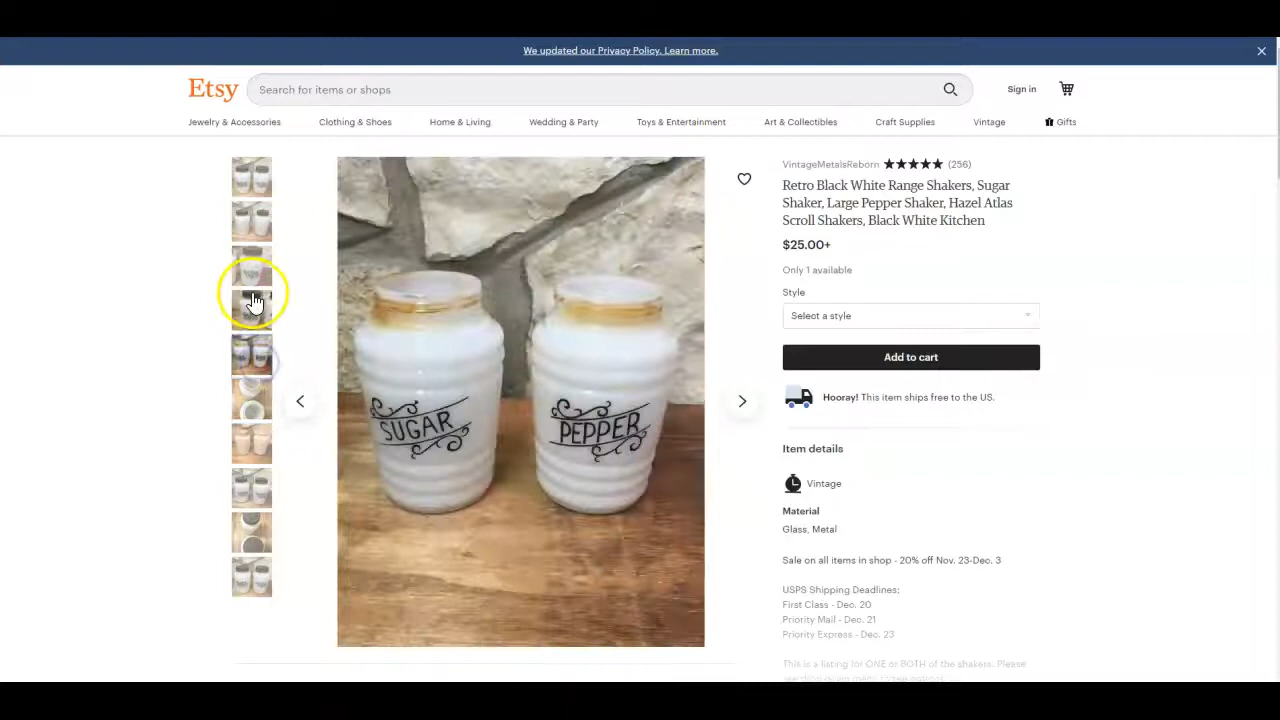 We updated our Privacy Policy. Learn more.
Etsy
Search for items or shops
Sign in
Jewelry & Accessories
Clothing & Shoes
Home & Living
Wedding & Party
Toys & Entertainment
Art & Collectibles
Craft Supplies
Vintage
Gifts
VintageMetalsReborn ★★★★★ (256)
Retro Black White Range Shakers, Sugar
Shaker, Large Pepper Shaker, Hazel Atlas
Scroll Shakers, Black White Kitchen
$25.00+
Only 1 available
Style
Select a style
Add to cart
Hooray! This item ships free to the US.
Item details
Vintage
Material
Glass, Metal
Sale on all items in shop - 20% off Nov. 23-Dec. 3
USPS Shipping Deadlines:
First Class - Dec. 20
Priority Mail - Dec. 21
Priority Express - Dec. 23
This is a listing for ONE or BOTH of the shakers. Please
SUGAR
PEPPER